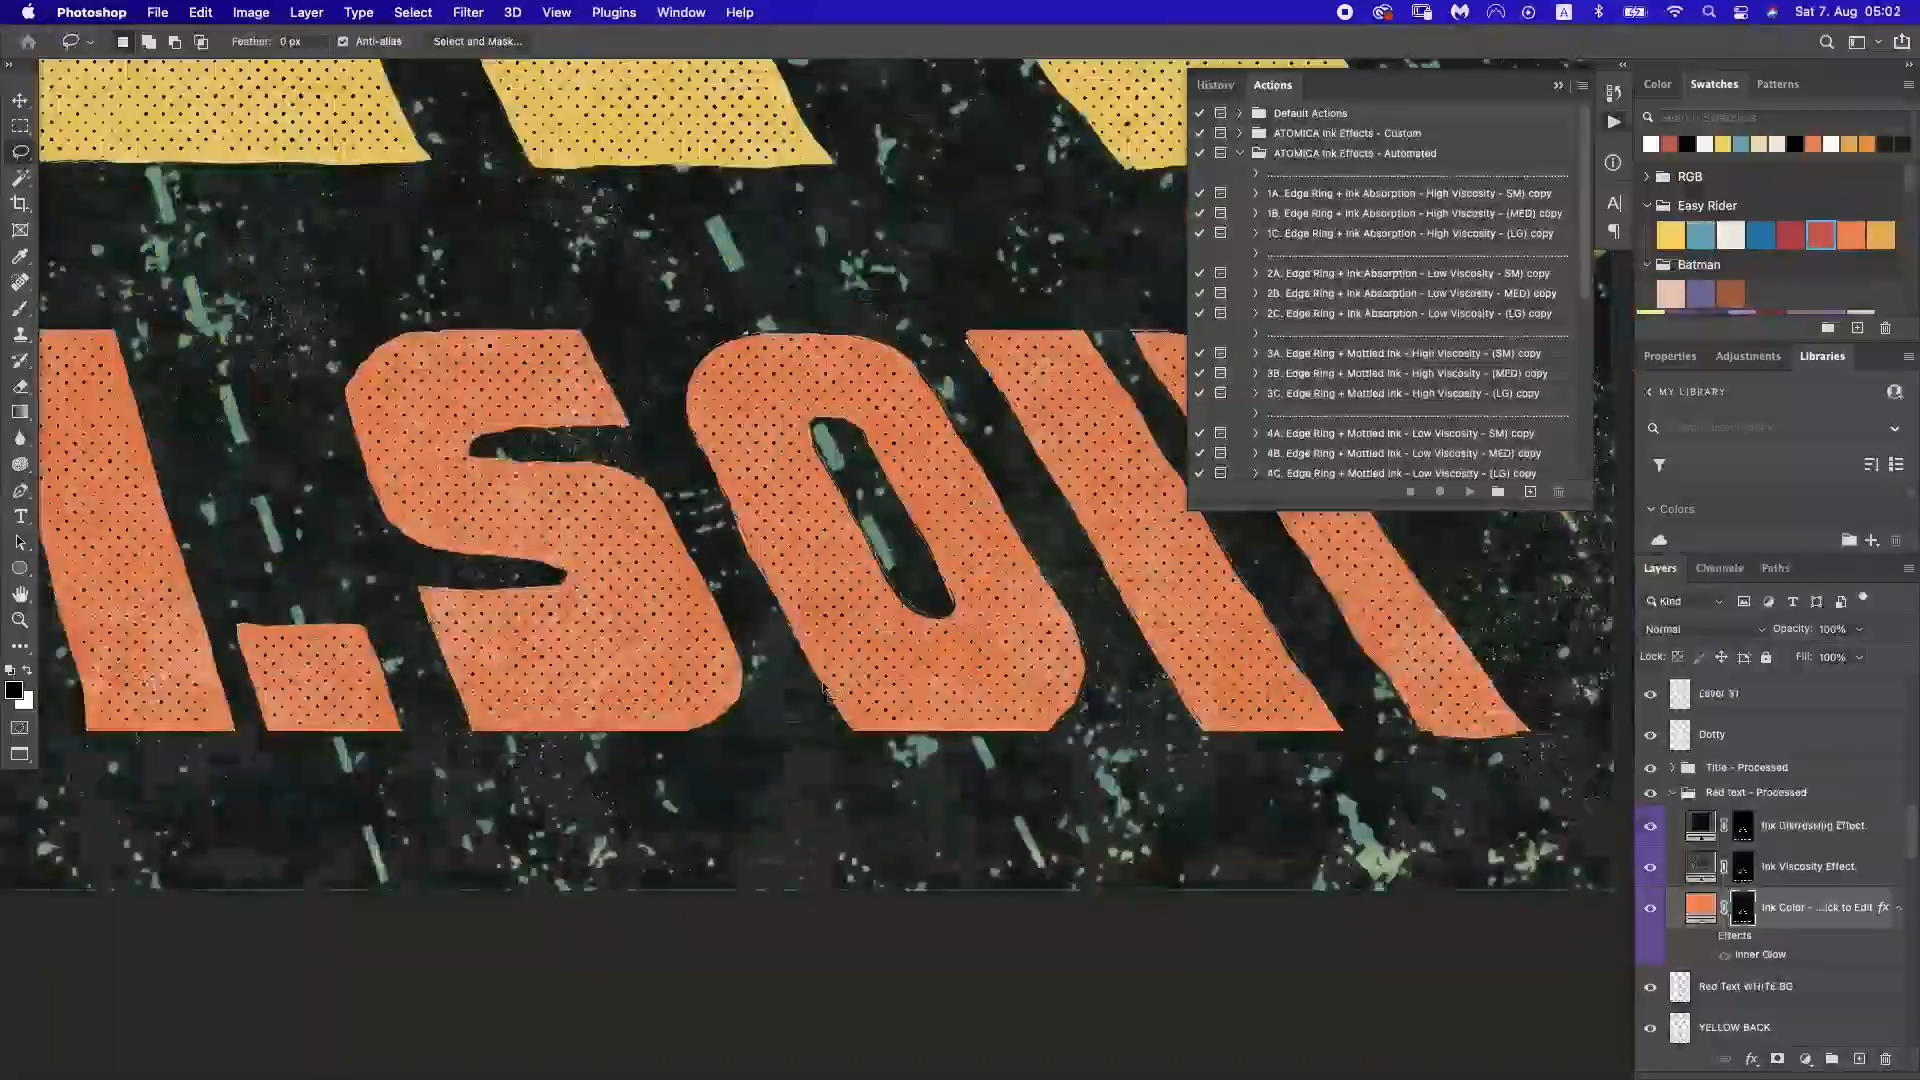 Photoshop File Edit Image Layer Type Select Filter 3D View Plugins Window Help
A Sat 7. Aug 05:02
Feather: 0 px Anti-alias Select and Mask...
History Actions
Default Actions
ATOMICA Ink Effects - Custom
ATOMICA Ink Effects - Automated
1A. Edge Ring + Ink Absorption - High Viscosity - SM) copy
1B. Edge Ring + Ink Absorption - High Viscosity - (MED) copy
1C. Edge Ring + Ink Absorption - High Viscosity - (LG) copy
2A. Edge Ring + Ink Absorption - Low Viscosity - SM) copy
2B. Edge Ring + Ink Absorption - Low Viscosity - MED) copy
2C. Edge Ring + Ink Absorption - Low Viscosity - (LG) copy
3A. Edge Ring + Mottled Ink - High Viscosity - (SM) copy
3B. Edge Ring + Mottled Ink - High Viscosity - (MED) copy
3C. Edge Ring + Mottled Ink - High Viscosity - (LG) copy
4A. Edge Ring + Mottled Ink - Low Viscosity - SM) copy
4B. Edge Ring + Mottled Ink - Low Viscosity - MED) copy
4C. Edge Ring + Mottled Ink - Low Viscosity - (LG) copy
Color Swatches Patterns
Search Swatches
RGB
Easy Rider
Batman
Properties Adjustments Libraries
MY LIBRARY
Colors
Layers Channels Paths
Kind
Normal Opacity: 100%
Lock: Fill: 100%
Dotty
Title - Processed
Red text - Processed
Ink Viscosity Effect.
Ink Color - ...ick to Edit fx
Effects
Inner Glow
Red Text WHITE BG
YELLOW BACK
fx